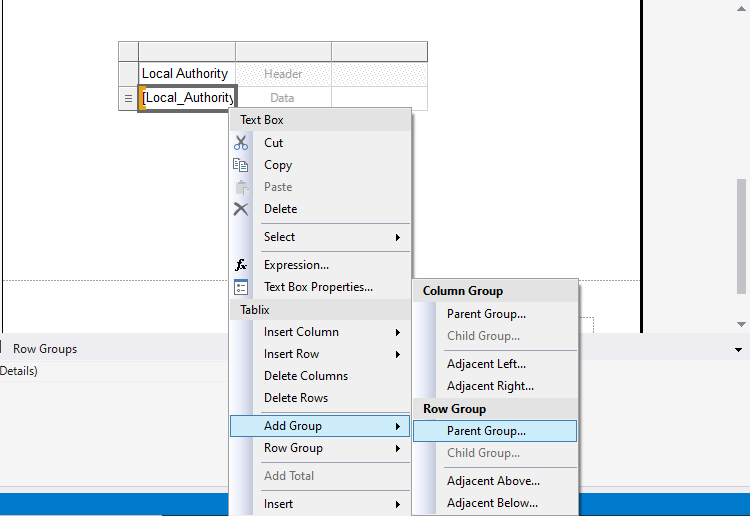 Local Authority Header
[Local_Authority Data
Text Box
Cut
Copy
Paste
Delete
Select
fx Expression...
Text Box Properties...
Tablix
Insert Column
Insert Row
Delete Columns
Delete Rows
Add Group
Row Group
Add Total
Insert
Column Group
Parent Group...
Child Group...
Adjacent Left...
Adjacent Right...
Row Group
Parent Group...
Child Group...
Adjacent Above...
Adjacent Below...
Row Groups
Details)